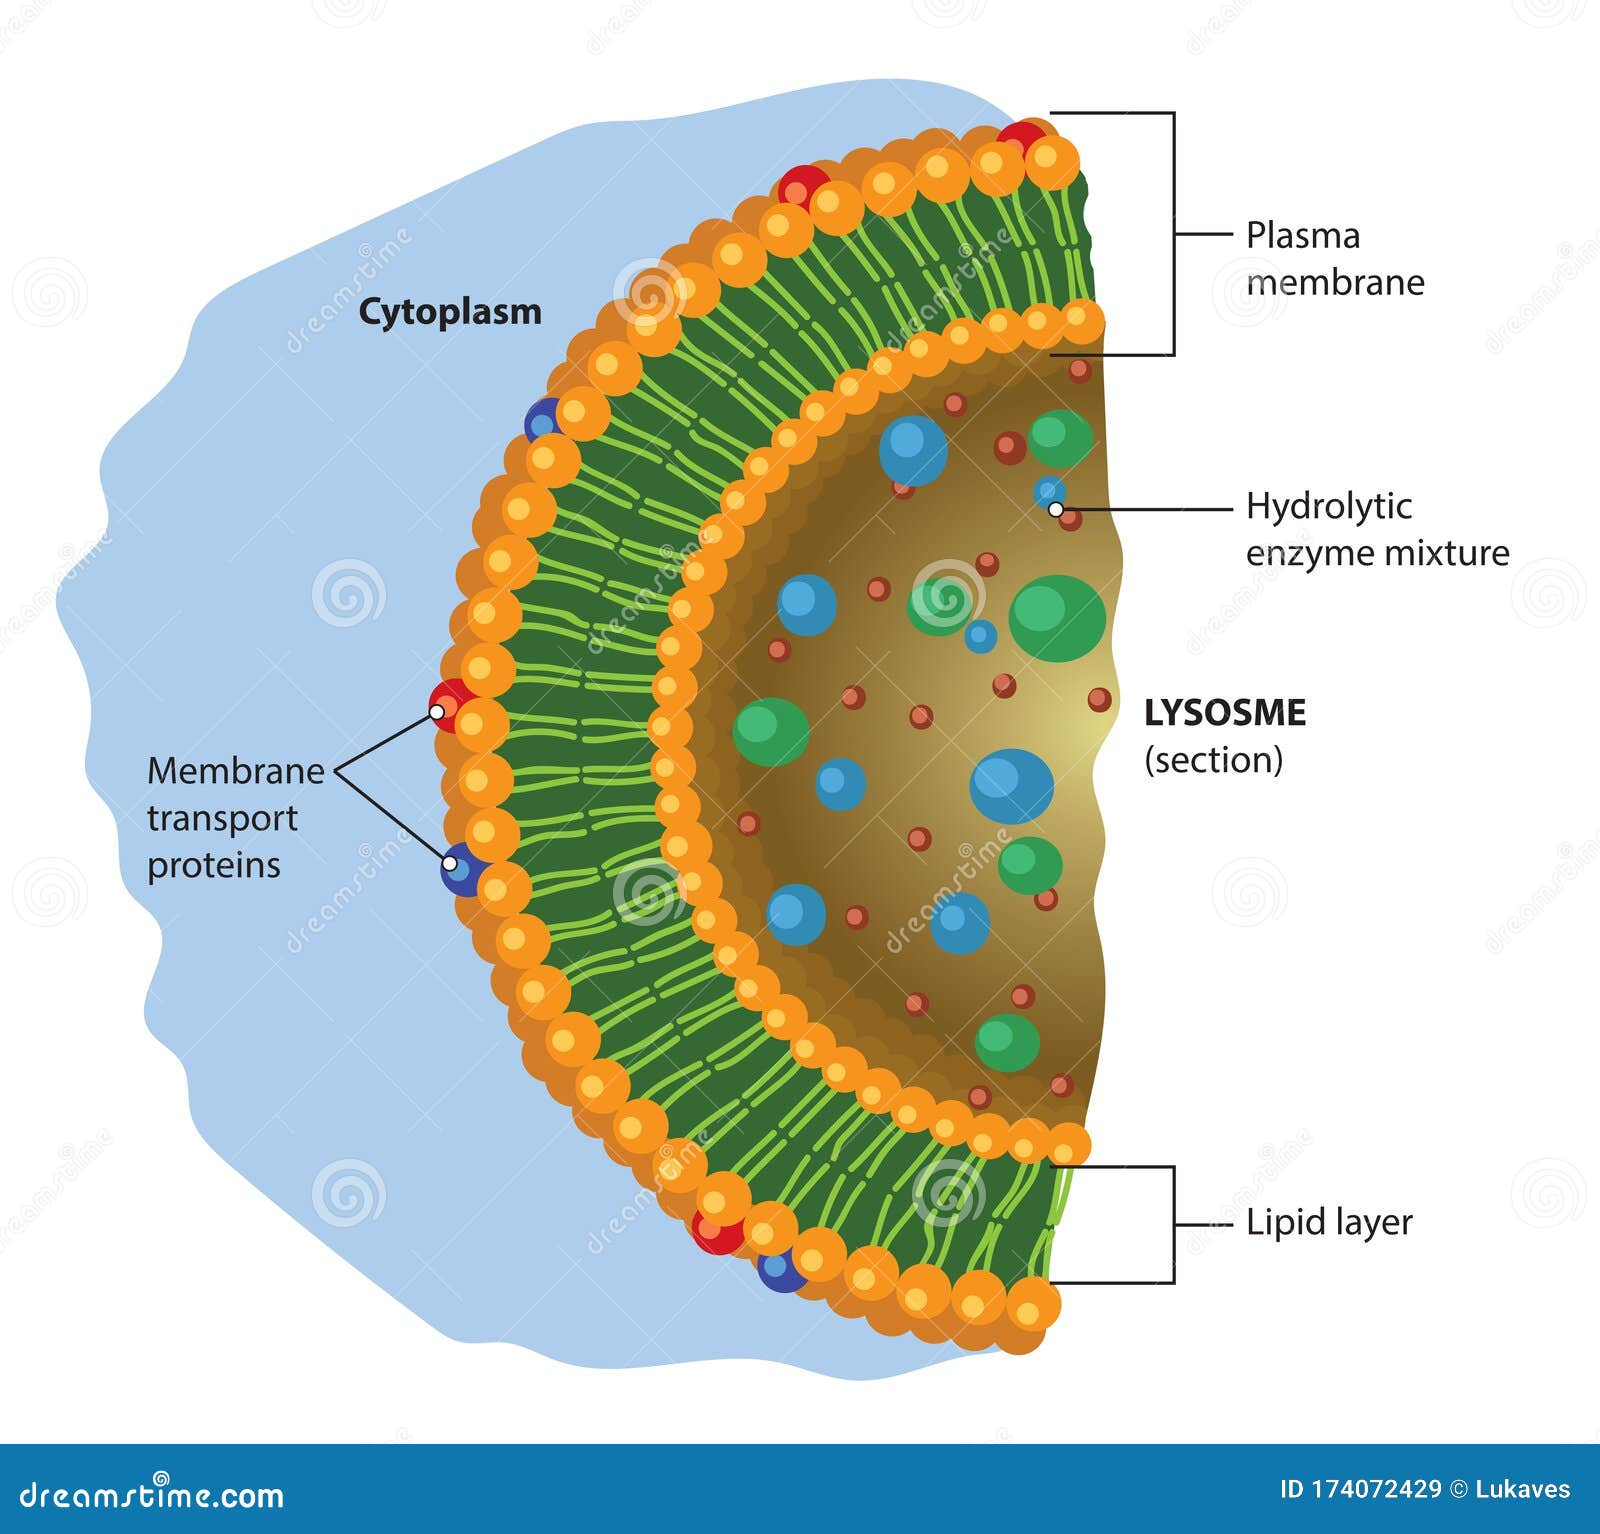 Plasma
membrane
Cytoplasm
Hydrolytic
enzyme mixture
LYSOSME
(section)
Membrane
transport
proteins
Lipid layer
dreamstime.com
ID 174072429 © Lukaves